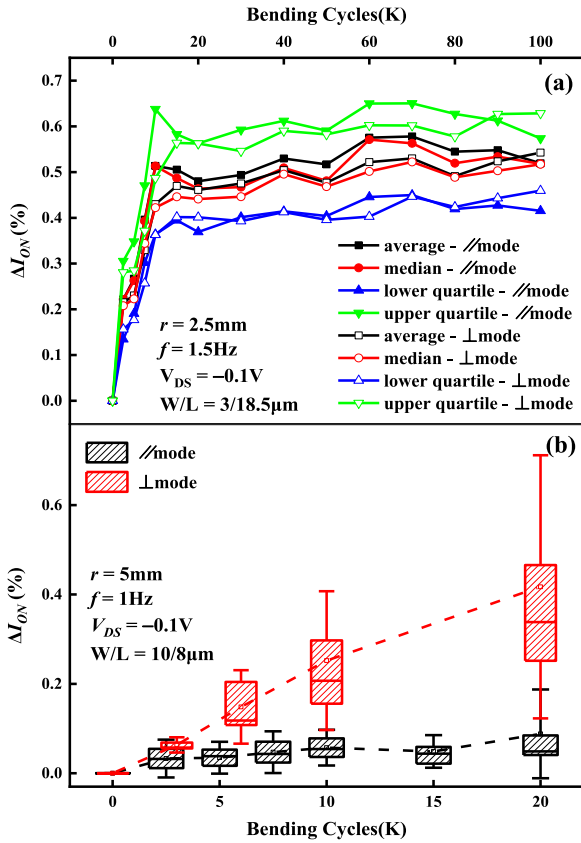 Bending Cycles(K)
0 20 40 60 80 100
(a)
0.7
0.6
0.5
0.4
0.3
0.2
0.1
0.0
ΔI_ON (%)
average - //mode
median - //mode
lower quartile - //mode
upper quartile - //mode
average - ⊥mode
median - ⊥mode
lower quartile - ⊥mode
upper quartile - ⊥mode
r = 2.5mm
f = 1.5Hz
V_DS = –0.1V
W/L = 3/18.5μm
(b)
//mode
⊥mode
0.6
0.4
0.2
0.0
ΔI_ON (%)
r = 5mm
f = 1Hz
V_DS = –0.1V
W/L = 10/8μm
0 5 10 15 20
Bending Cycles(K)